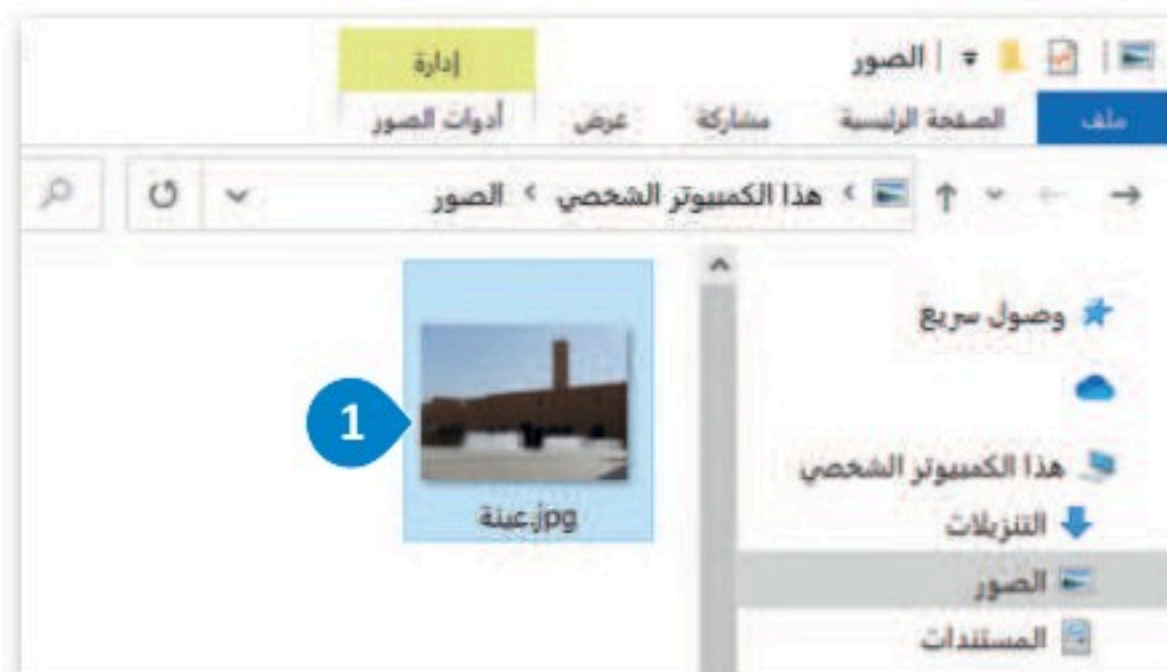 الصور
إدارة
ملف
الصفحة الرئيسية
مشاركة
عرض
أدوات الصور
هذا الكمبيوتر الشخصي
الصور
وصول سريع
هذا الكمبيوتر الشخصي
التنزيلات
الصور
المستندات
1
عينة.jpg